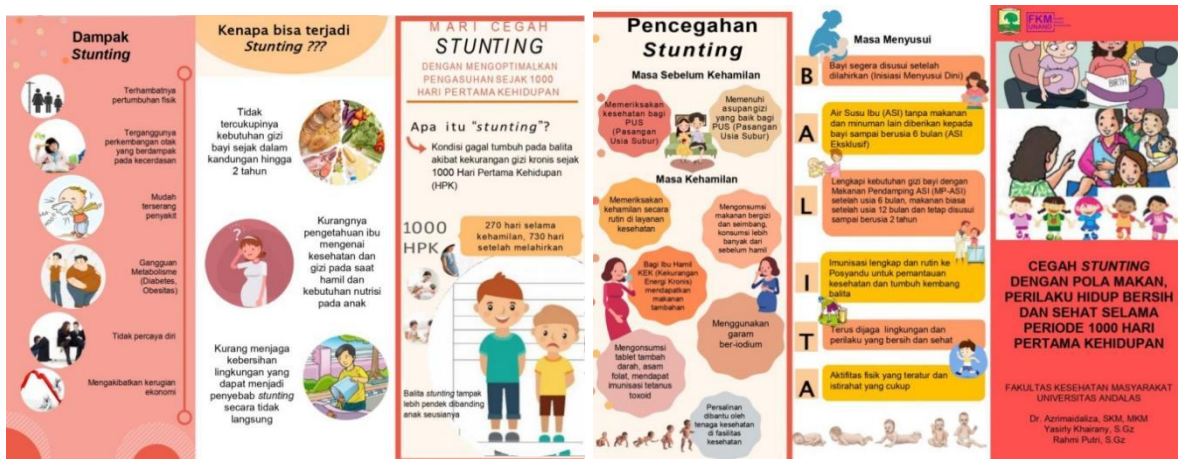 Dampak
Stunting
Terhambatnya
pertumbuhan fisik
Terganggunya
perkembangan otak
yang berdampak
pada kecerdasan
Mudah
terserang
penyakit
Gangguan
Metabolisme
(Diabetes,
Obesitas)
Tidak percaya diri
Mengakibatkan kerugian
ekonomi
Kenapa bisa terjadi
Stunting ???
Tidak
tercukupinya
kebutuhan gizi
bayi sejak dalam
kandungan hingga
2 tahun
Kurangnya
pengetahuan ibu
mengenai
kesehatan dan
gizi pada saat
hamil dan
kebutuhan nutrisi
pada anak
Kurang menjaga
kebersihan
lingkungan yang
dapat menjadi
penyebab stunting
secara tidak
langsung
MARI CEGAH
STUNTING
DENGAN MENGOPTIMALKAN
PENGASUHAN SEJAK 1000
HARI PERTAMA KEHIDUPAN
Apa itu "stunting"?
Kondisi gagal tumbuh pada balita
akibat kekurangan gizi kronis sejak
1000 Hari Pertama Kehidupan
(HPK)
1000
HPK
270 hari selama
kehamilan, 730 hari
setelah melahirkan
Balita stunting tampak
lebih pendek dibanding
anak seusianya
Pencegahan
Stunting
Masa Sebelum Kehamilan
Memeriksakan
kesehatan bagi
PUS
(Pasangan
Usia Subur)
Memenuhi
asupan gizi
yang baik bagi
PUS (Pasangan
Usia Subur)
Masa Kehamilan
Memeriksakan
kehamilan secara
rutin di layanan
kesehatan
Mengonsumsi
makanan bergizi
dan seimbang,
konsumsi lebih
banyak dari
sebelum hamil
Bagi Ibu Hamil
KEK (Kekurangan
Energi Kronis)
mendapatkan
makanan
tambahan
Menggunakan
garam
ber-iodium
Mengonsumsi
tablet tambah
darah, asam
folat, mendapat
imunisasi tetanus
toxoid
Persalinan
dibantu oleh
tenaga kesehatan
di fasilitas
kesehatan
Masa Menyusui
B
Bayi segera disusui setelah
dilahirkan (Inisiasi Menyusui Dini)
A
Air Susu Ibu (ASI) tanpa makanan
dan minuman lain diberikan kepada
bayi sampai berusia 6 bulan (ASI
Eksklusif)
L
Lengkapi kebutuhan gizi bayi dengan
Makanan Pendamping ASI (MP-ASI)
setelah usia 6 bulan, makanan biasa
setelah usia 12 bulan dan tetap disusui
sampai berusia 2 tahun
I
Imunisasi lengkap dan rutin ke
Posyandu untuk pemantauan
kesehatan dan tumbuh kembang
balita
T
Terus dijaga lingkungan dan
perilaku yang bersih dan sehat
A
Aktifitas fisik yang teratur dan
istirahat yang cukup
FKM
UNAND
BIRTH
CEGAH STUNTING
DENGAN POLA MAKAN,
PERILAKU HIDUP BERSIH
DAN SEHAT SELAMA
PERIODE 1000 HARI
PERTAMA KEHIDUPAN
FAKULTAS KESEHATAN MASYARAKAT
UNIVERSITAS ANDALAS
Dr. Azrimaidaliza, SKM, MKM
Yasirly Khairany, S.Gz
Rahmi Putri, S.Gz